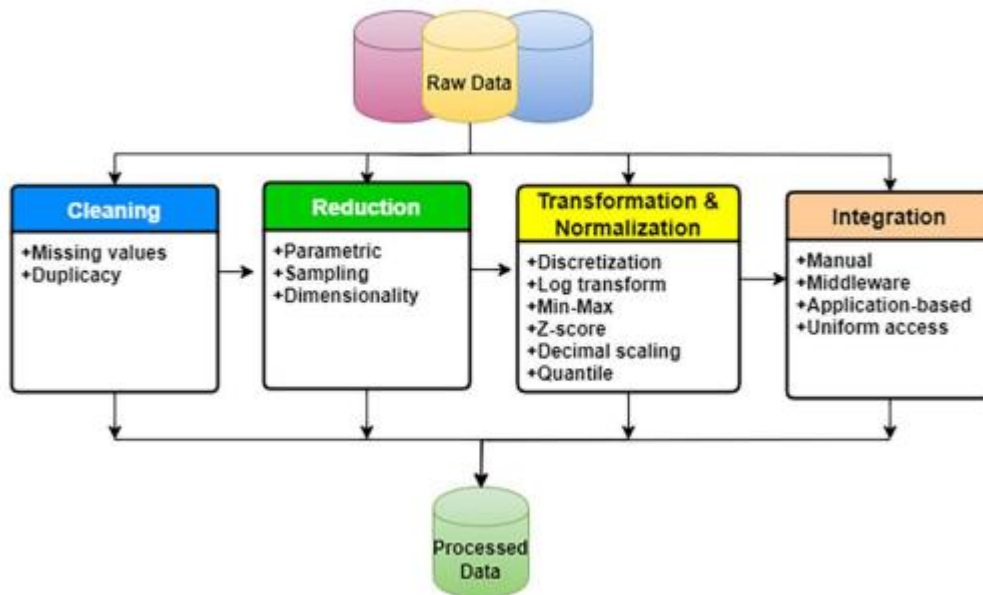 Raw Data
Cleaning
+Missing values
+Duplicacy
Reduction
+Parametric
+Sampling
+Dimensionality
Transformation &
Normalization
+Discretization
+Log transform
+Min-Max
+Z-score
+Decimal scaling
+Quantile
Integration
+Manual
+Middleware
+Application-based
+Uniform access
Processed
Data